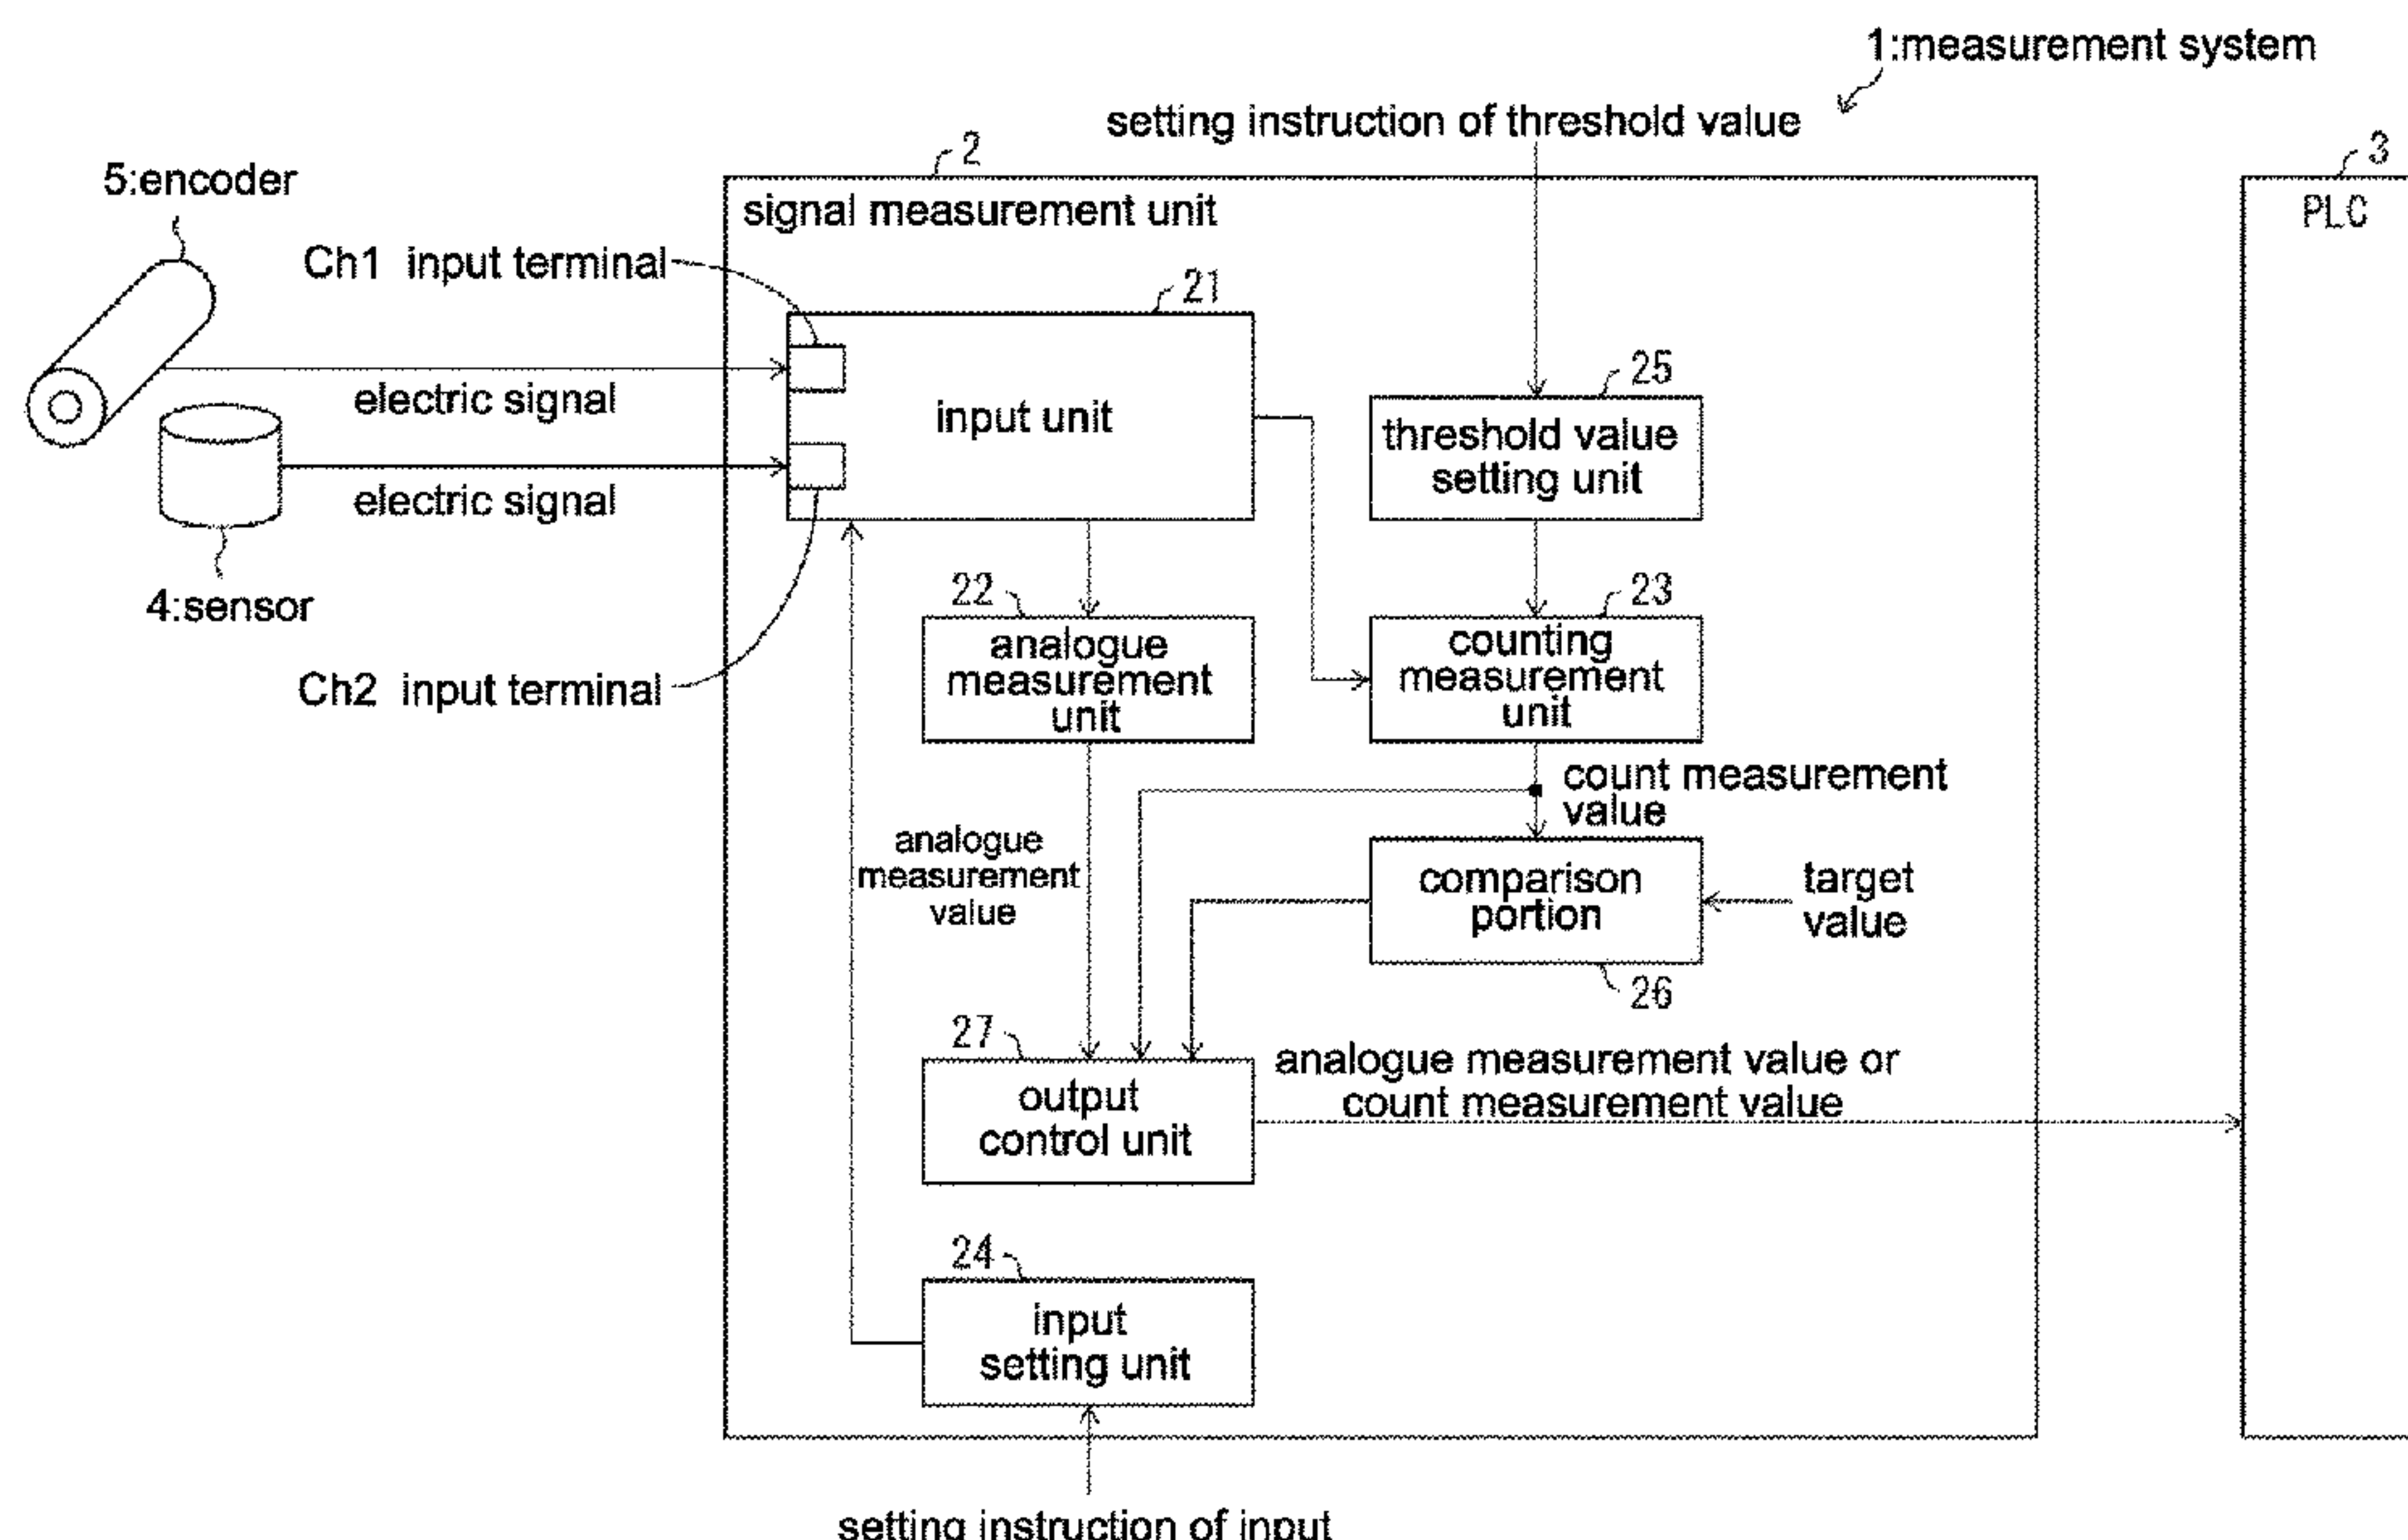 1:measurement system
setting instruction of threshold value
2
3
5:encoder
signal measurement unit
PLC
Ch1 input terminal
21
25
electric signal
input unit
threshold value
setting unit
electric signal
4:sensor
22
23
analogue
measurement
unit
counting
measurement
unit
Ch2 input terminal
count measurement
value
analogue
measurement
value
comparison
portion
target
value
26
27
output
control unit
analogue measurement value or
count measurement value
24
input
setting unit
setting instruction of input